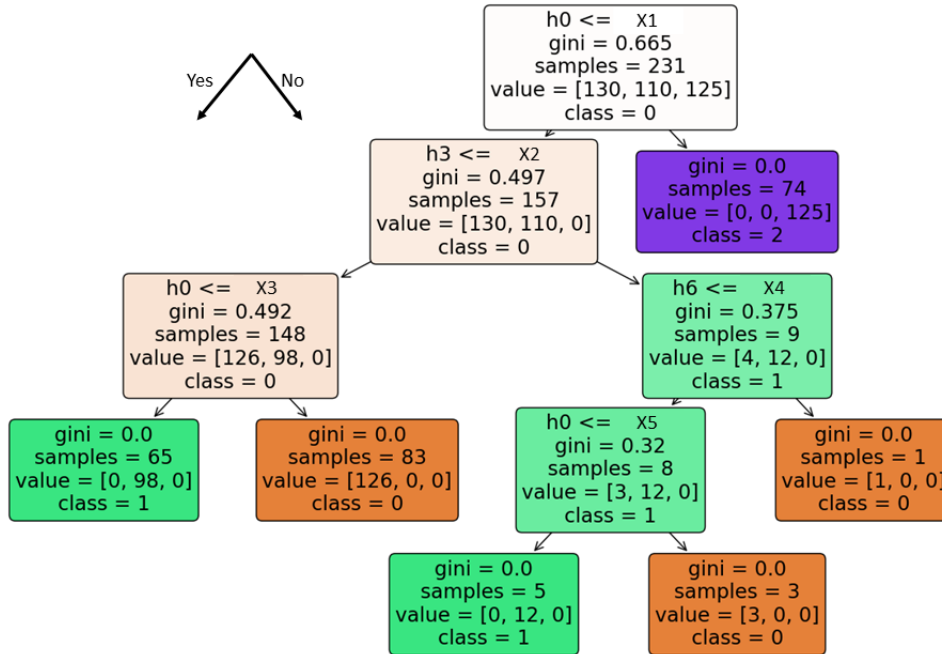 h0 <= X1
gini = 0.665
samples = 231
value = [130, 110, 125]
class = 0
Yes
No
h3 <= X2
gini = 0.497
samples = 157
value = [130, 110, 0]
class = 0
gini = 0.0
samples = 74
value = [0, 0, 125]
class = 2
h0 <= X3
gini = 0.492
samples = 148
value = [126, 98, 0]
class = 0
h6 <= X4
gini = 0.375
samples = 9
value = [4, 12, 0]
class = 1
gini = 0.0
samples = 65
value = [0, 98, 0]
class = 1
gini = 0.0
samples = 83
value = [126, 0, 0]
class = 0
h0 <= X5
gini = 0.32
samples = 8
value = [3, 12, 0]
class = 1
gini = 0.0
samples = 1
value = [1, 0, 0]
class = 0
gini = 0.0
samples = 5
value = [0, 12, 0]
class = 1
gini = 0.0
samples = 3
value = [3, 0, 0]
class = 0